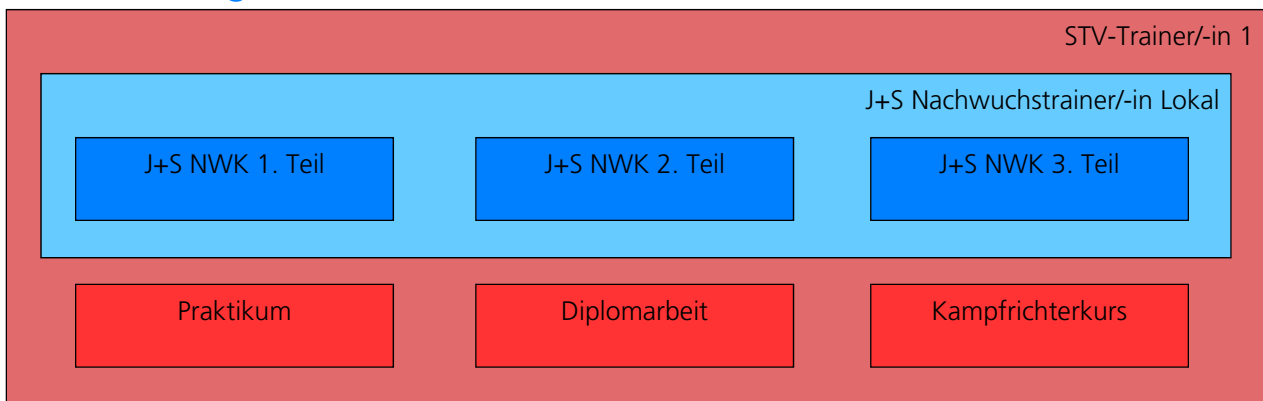 STV-Trainer/-in 1
J+S Nachwuchstrainer/-in Lokal
J+S NWK 1. Teil
J+S NWK 2. Teil
J+S NWK 3. Teil
Praktikum
Diplomarbeit
Kampfrichterkurs